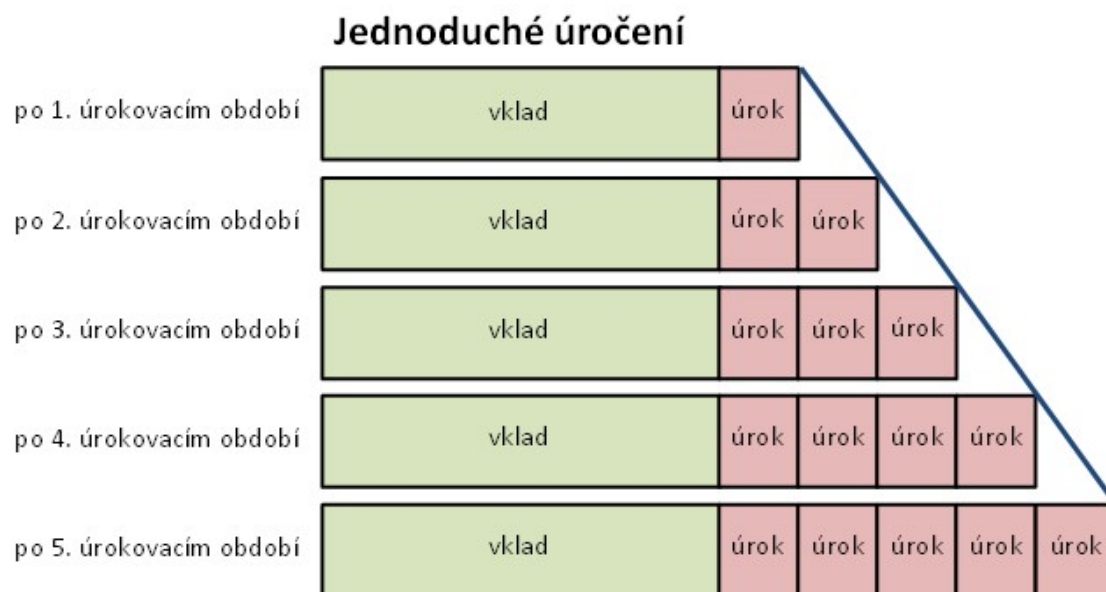 Jednoduché úročení
po 1. úrokovacím období vklad úrok
po 2. úrokovacím období vklad úrok úrok
po 3. úrokovacím období vklad úrok úrok úrok
po 4. úrokovacím období vklad úrok úrok úrok úrok
po 5. úrokovacím období vklad úrok úrok úrok úrok úrok